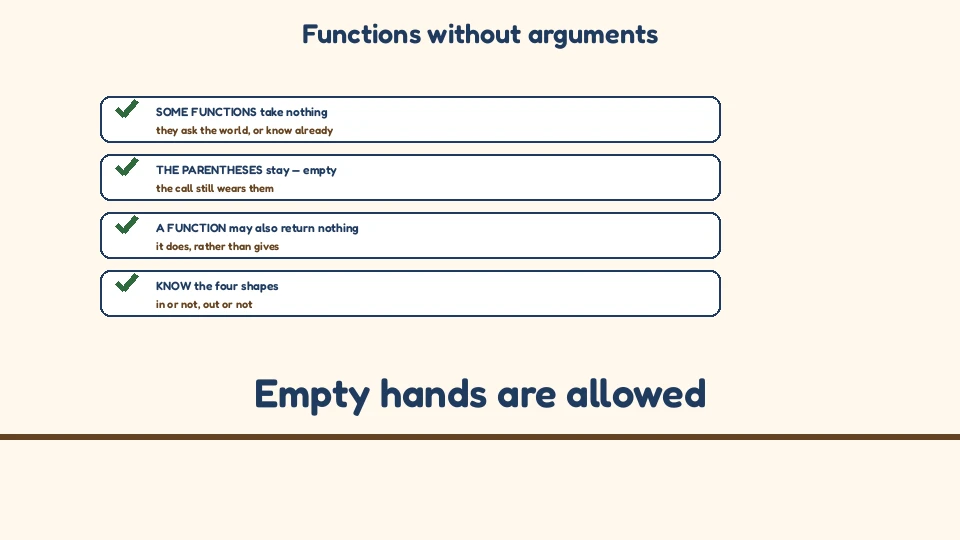 Functions without arguments
SOME FUNCTIONS take nothing
they ask the world, or know already
THE PARENTHESES stay — empty
the call still wears them
A FUNCTION may also return nothing
it does, rather than gives
KNOW the four shapes
in or not, out or not
Empty hands are allowed